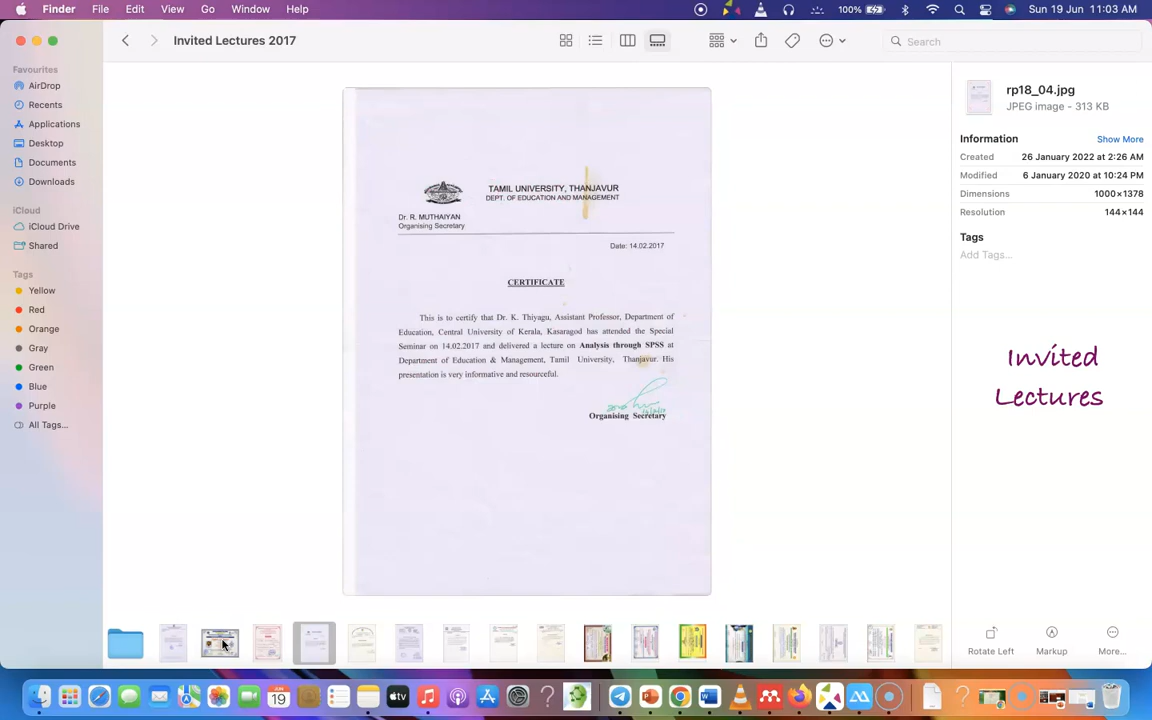 Finder File Edit View Go Window Help 100% Sun 19 Jun 11:03 AM
Invited Lectures 2017
Search
Favourites
AirDrop
Recents
Applications
Desktop
Documents
Downloads
iCloud
iCloud Drive
Shared
Tags
Yellow
Red
Orange
Gray
Green
Blue
Purple
All Tags...
TAMIL UNIVERSITY, THANJAVUR
DEPT. OF EDUCATION AND MANAGEMENT
Dr. R. MUTHAIYAN
Organising Secretary
Date: 14.02.2017
CERTIFICATE
This is to certify that Dr. K. Thiyagu, Assistant Professor, Department of
Education, Central University of Kerala, Kasaragod has attended the Special
Seminar on 14.02.2017 and delivered a lecture on Analysis through SPSS at
Department of Education & Management, Tamil University, Thanjavur. His
presentation is very informative and resourceful.
Organising Secretary
rp18_04.jpg
JPEG image - 313 KB
Information Show More
Created 26 January 2022 at 2:26 AM
Modified 6 January 2020 at 10:24 PM
Dimensions 1000×1378
Resolution 144×144
Tags
Add Tags...
Invited
Lectures
Rotate Left Markup More...